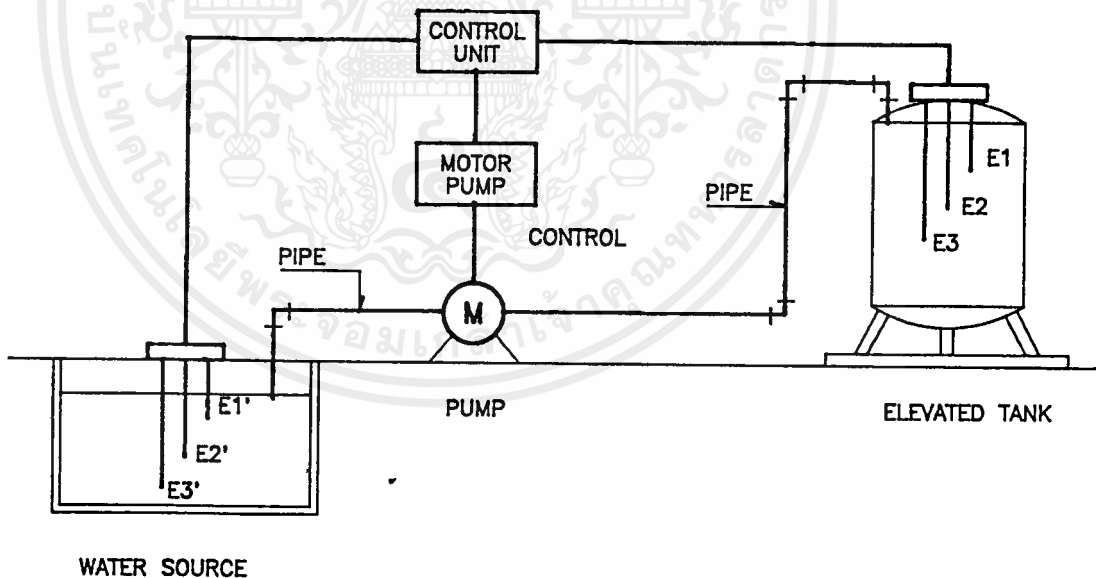 CONTROL
UNIT
MOTOR
PUMP
PIPE
CONTROL
PIPE
M
E1
E2
E3
E1'
E2'
E3'
PUMP
ELEVATED TANK
WATER SOURCE